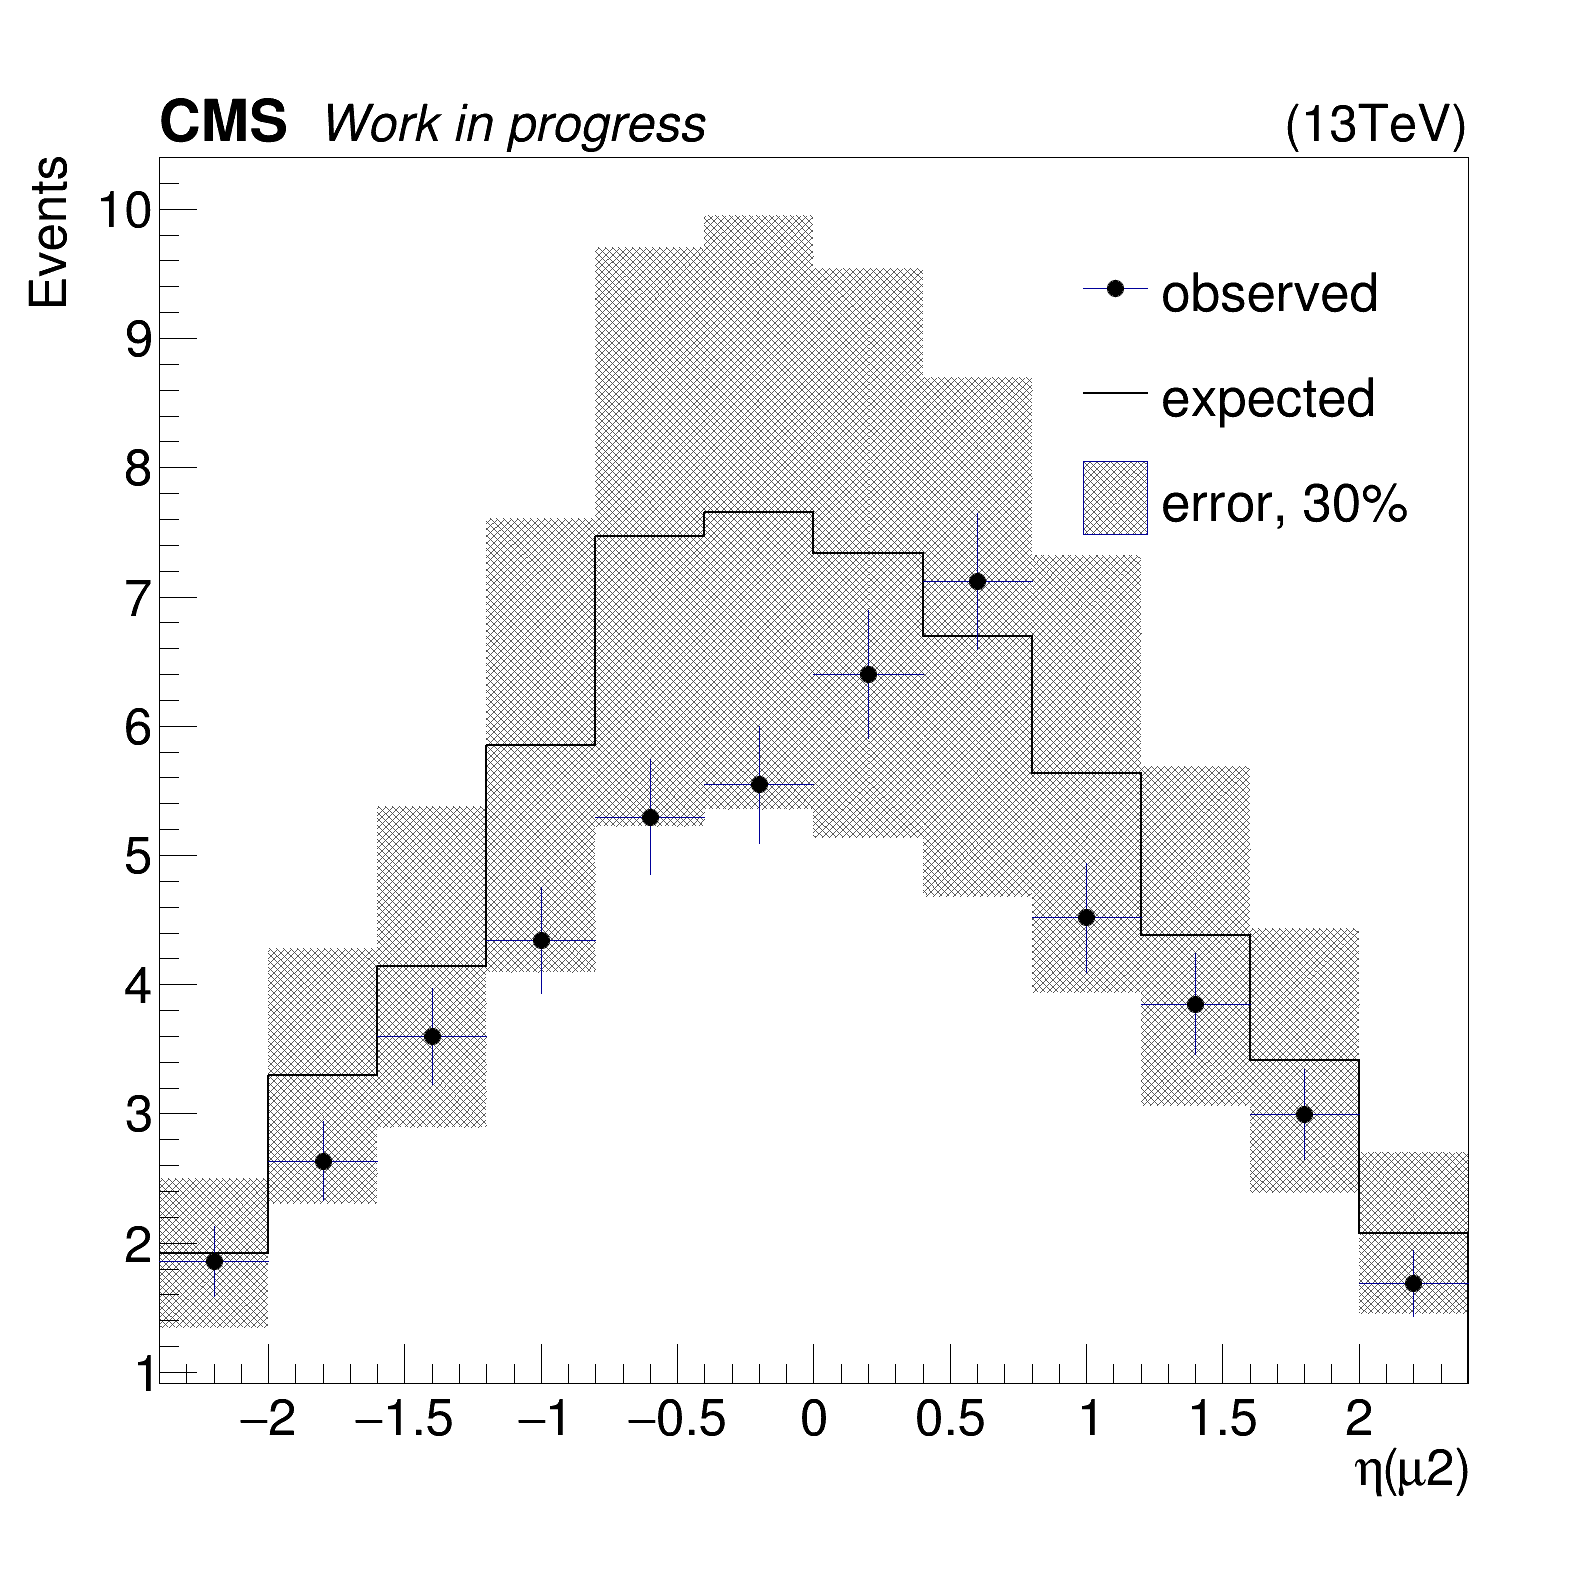 CMS Work in progress (13TeV)
Events
10
9
8
7
6
5
4
3
2
1
observed
expected
error, 30%
−2 −1.5 −1 −0.5 0 0.5 1 1.5 2
η(μ2)